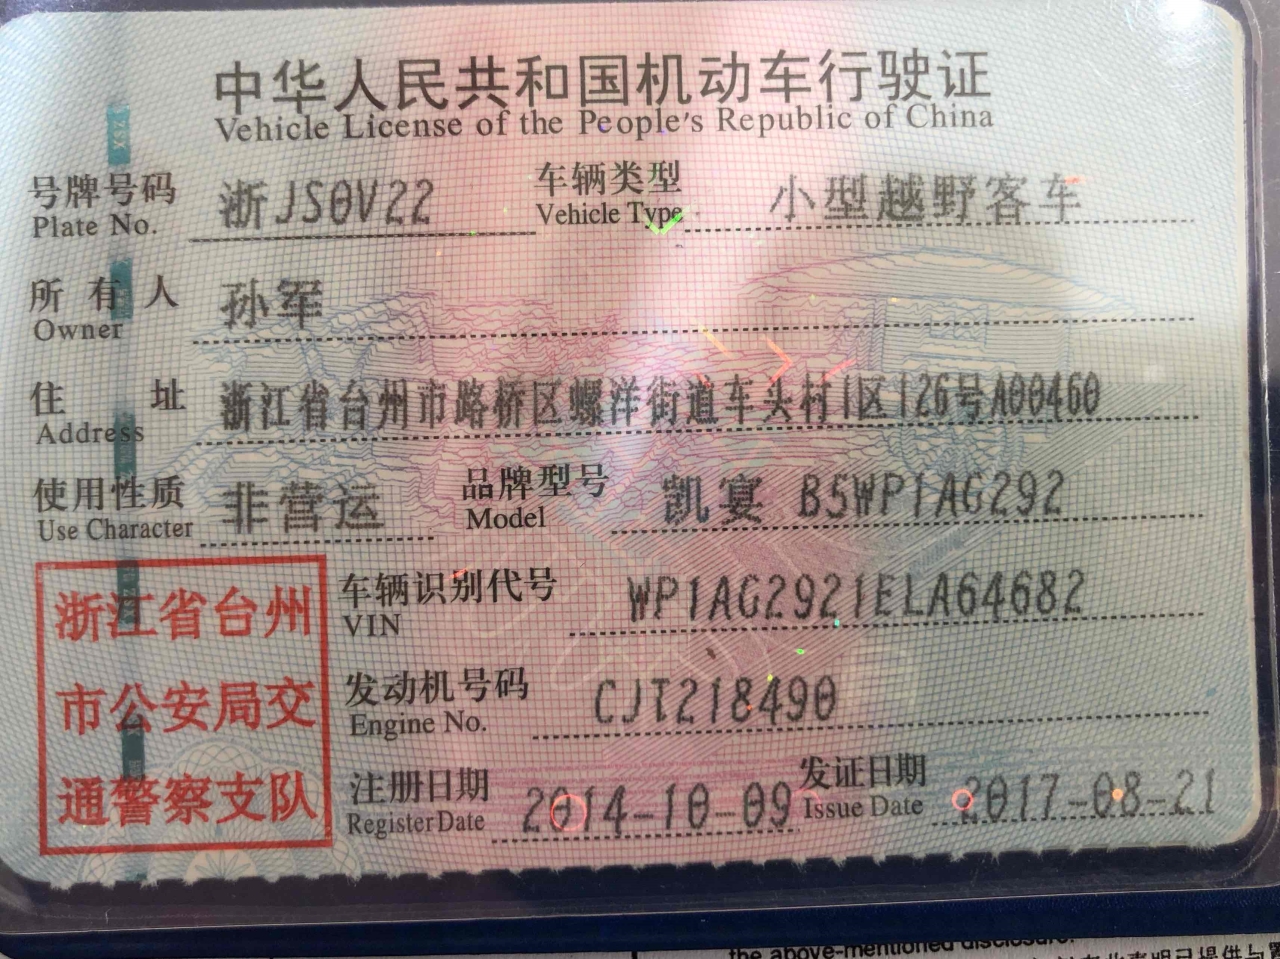 中华人民共和国机动车行驶证
Vehicle License of the People's Republic of China
号牌号码 浙JS0V22 车辆类型 小型越野客车
Plate No. Vehicle Type
所有人 孙军
Owner
住址 浙江省台州市路桥区螺洋街道车头村1区126号A00460
Address
使用性质 非营运 品牌型号 凯宴 BSWP1AG292
Use Character Model
浙江省台州
市公安局交
通警察支队
车辆识别代号 WP1AG2921ELA64682
VIN
发动机号码 CJT218490
Engine No.
注册日期 2014-10-09 发证日期 2017-08-21
Register Date Issue Date
the above-mentioned disclosure.